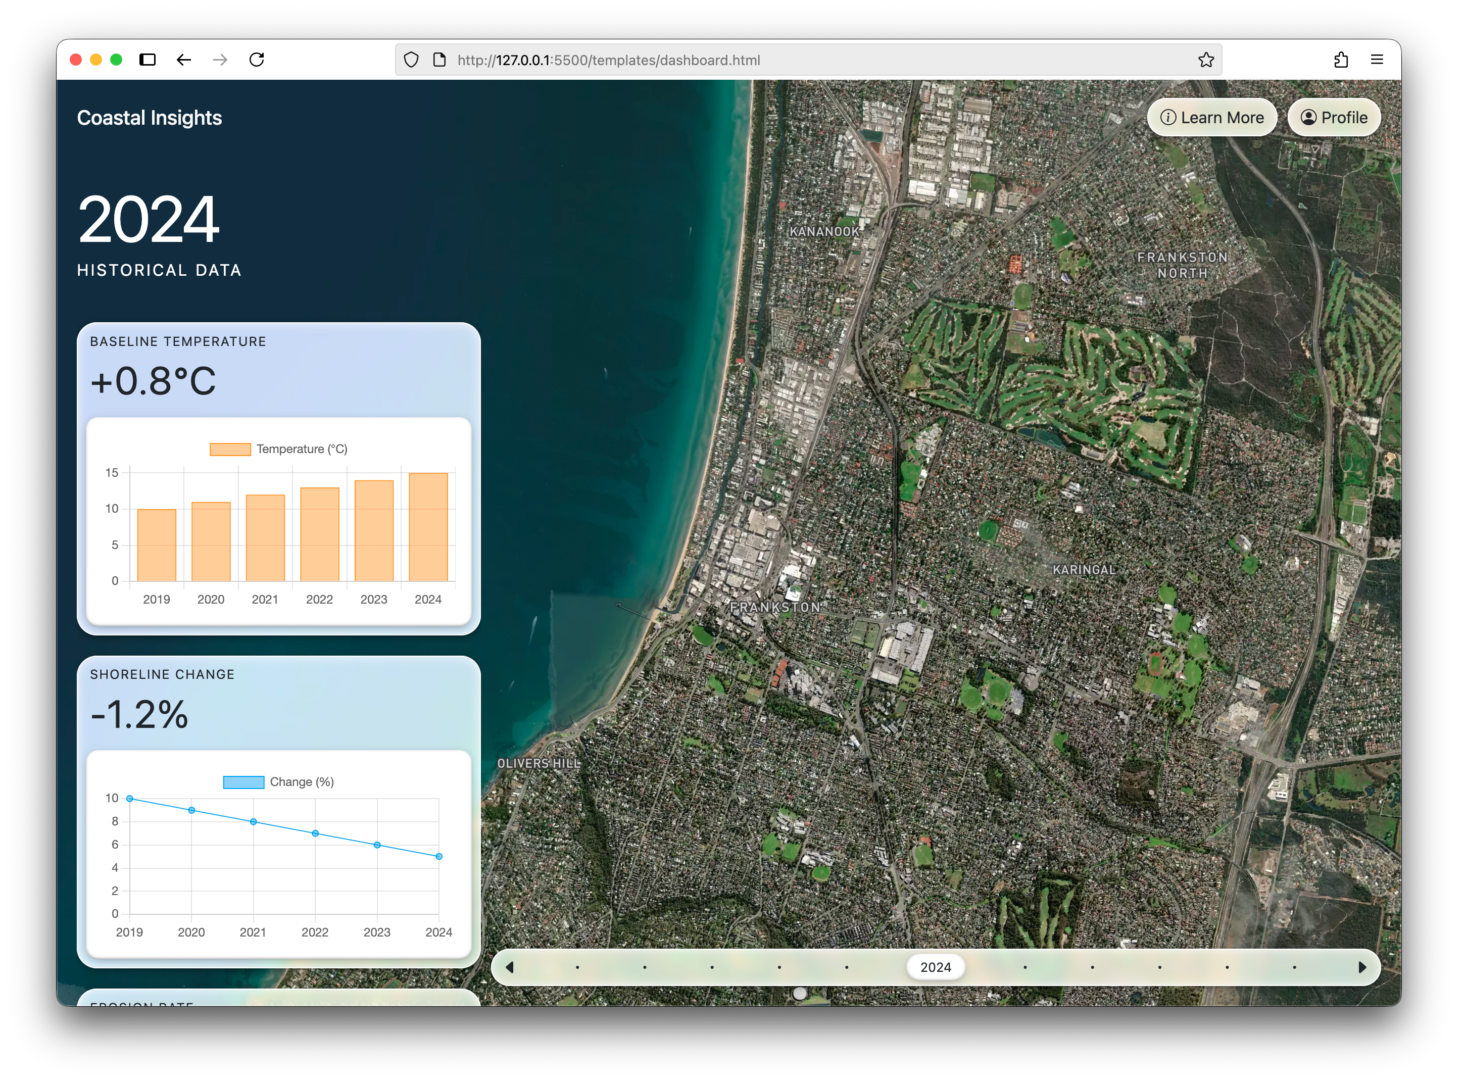 http://127.0.0.1:5500/templates/dashboard.html
Coastal Insights
Learn More
Profile
2024
HISTORICAL DATA
BASELINE TEMPERATURE
+0.8°C
Temperature (°C)
15
10
5
0
2019 2020 2021 2022 2023 2024
SHORELINE CHANGE
-1.2%
Change (%)
10
8
6
4
2
0
2019 2020 2021 2022 2023 2024
EROSION RATE
KANANOOK
FRANKSTON
NORTH
KARINGAL
FRANKSTON
OLIVERS HILL
2024